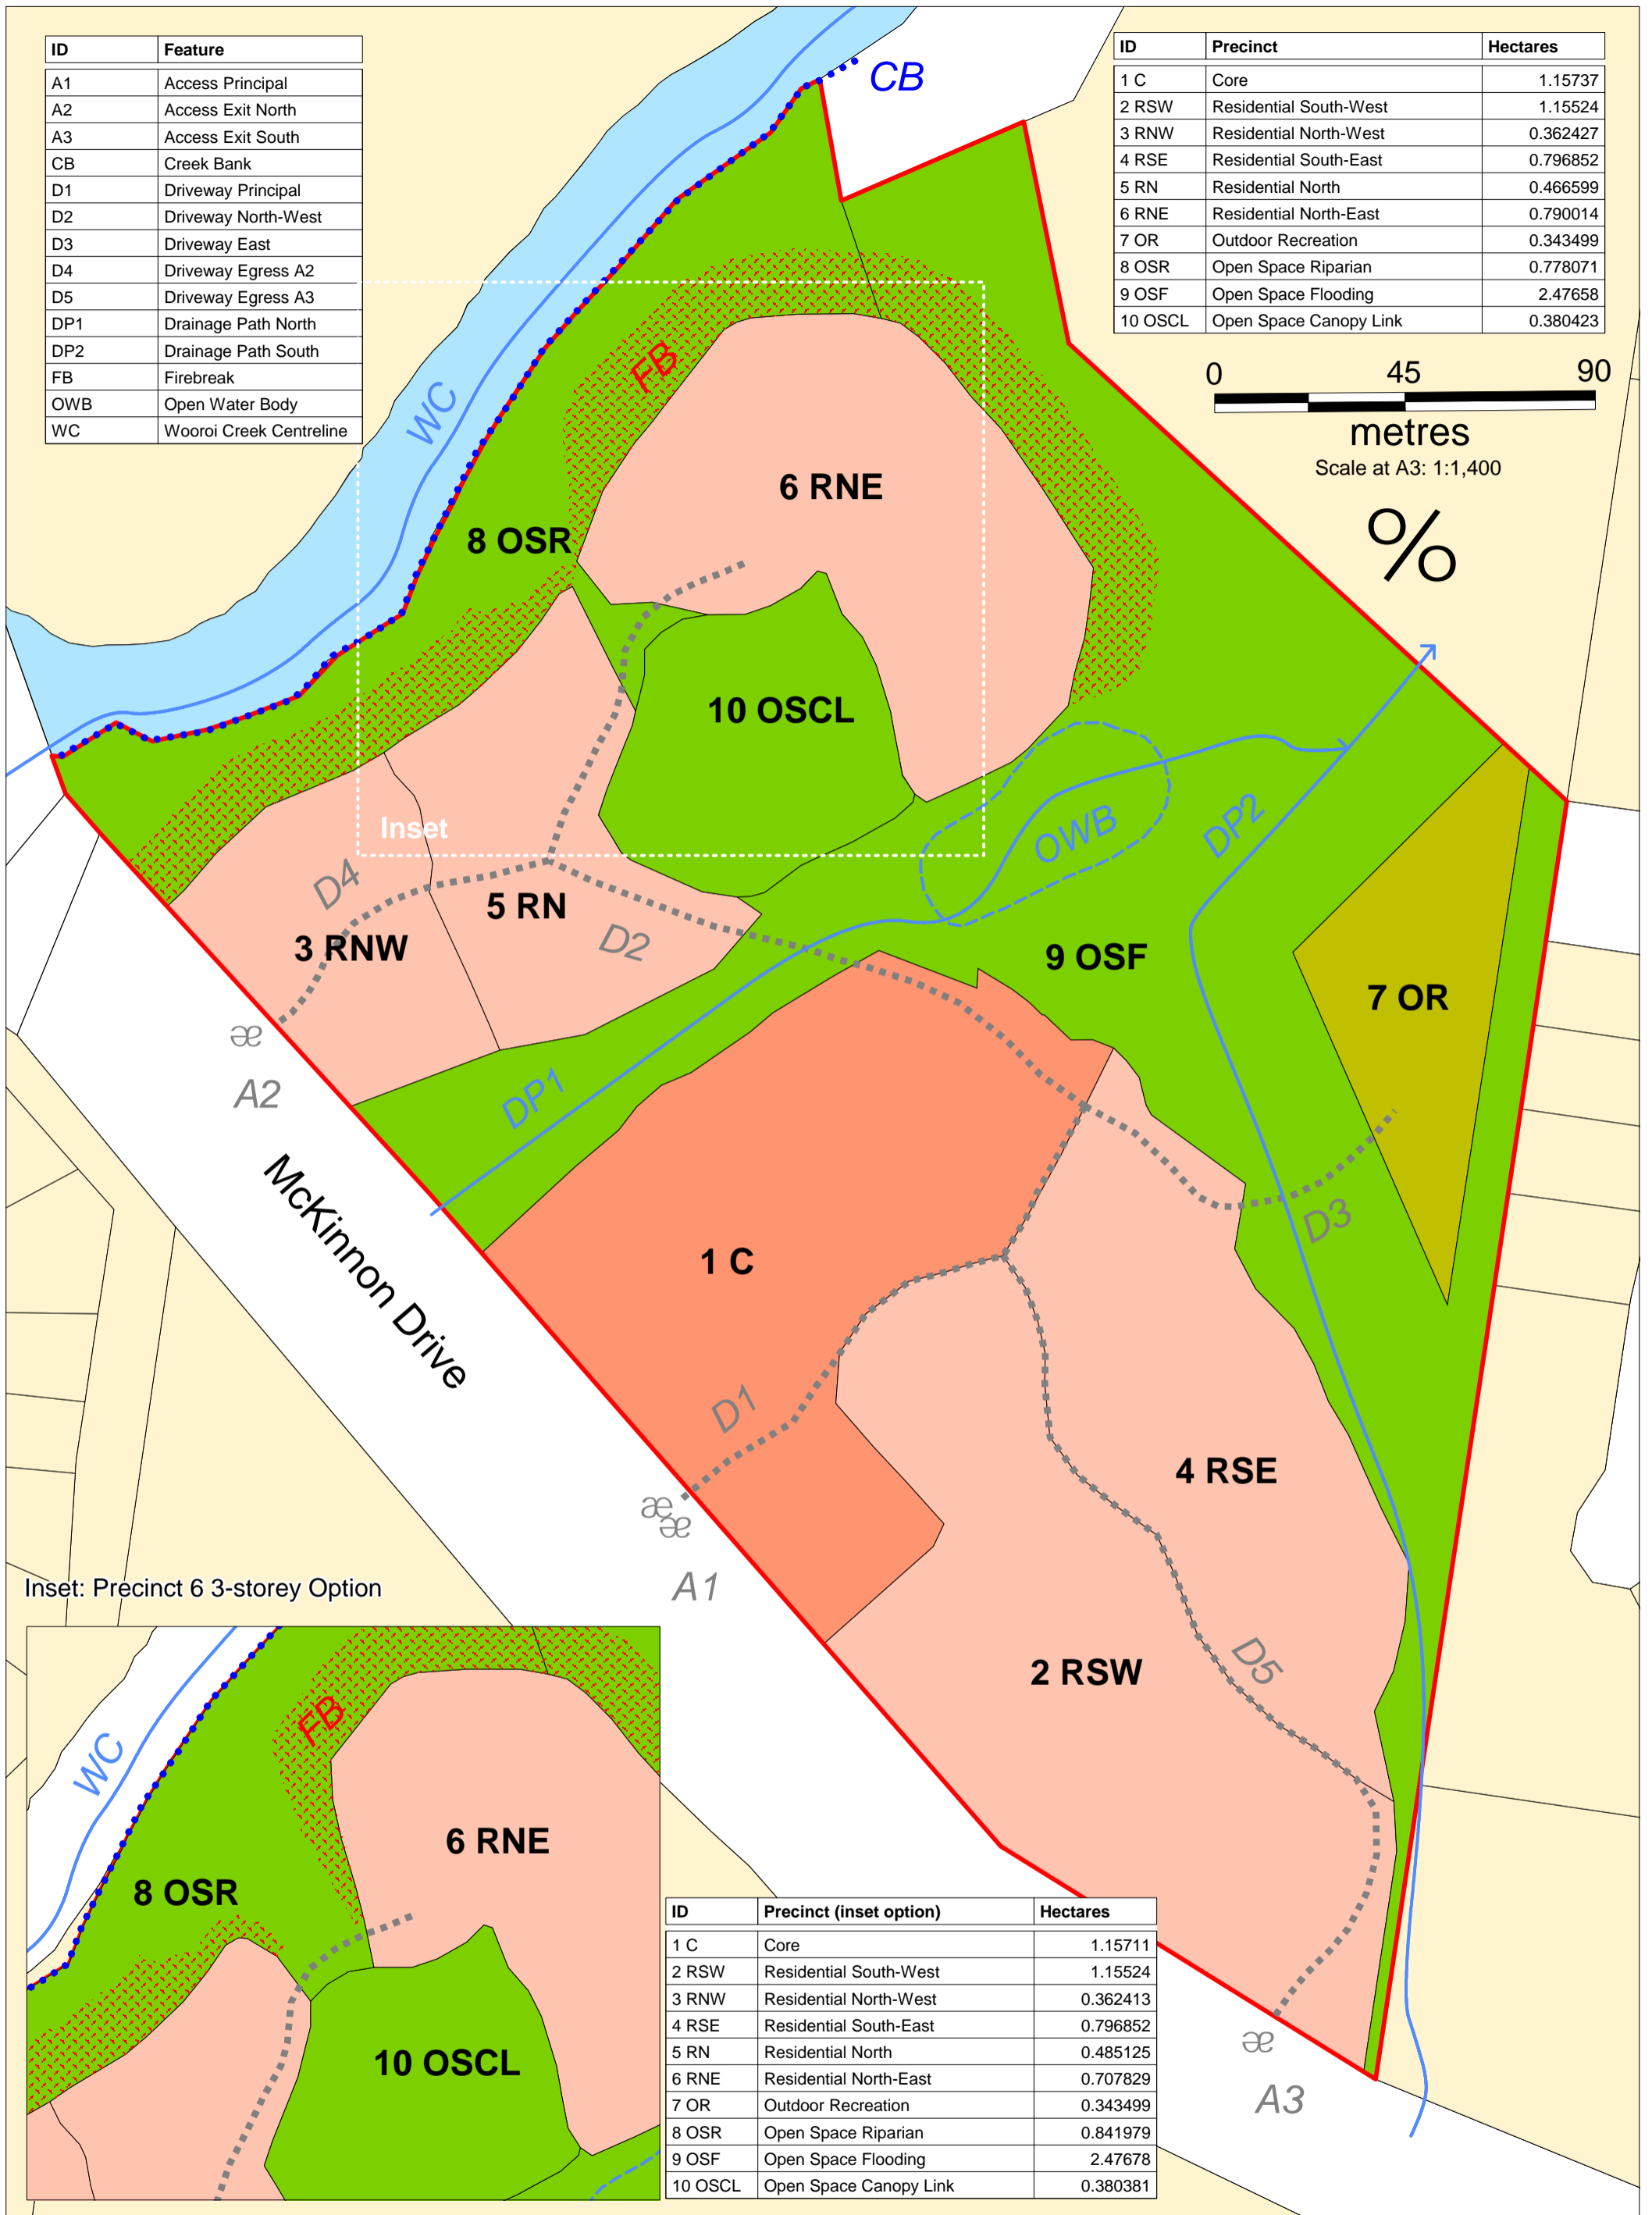 ID Feature
A1 Access Principal
A2 Access Exit North
A3 Access Exit South
CB Creek Bank
D1 Driveway Principal
D2 Driveway North-West
D3 Driveway East
D4 Driveway Egress A2
D5 Driveway Egress A3
DP1 Drainage Path North
DP2 Drainage Path South
FB Firebreak
OWB Open Water Body
WC Wooroi Creek Centreline
CB
ID Precinct Hectares
1 C Core 1.15737
2 RSW Residential South-West 1.15524
3 RNW Residential North-West 0.362427
4 RSE Residential South-East 0.796852
5 RN Residential North 0.466599
6 RNE Residential North-East 0.790014
7 OR Outdoor Recreation 0.343499
8 OSR Open Space Riparian 0.778071
9 OSF Open Space Flooding 2.47658
10 OSCL Open Space Canopy Link 0.380423
0 45 90
metres
Scale at A3: 1:1,400
%
FB
WC
6 RNE
8 OSR
10 OSCL
Inset
OWB
DP2
D4
5 RN
D2
3 RNW
9 OSF
7 OR
æ
A2
DP1
McKinnon Drive
D3
1 C
D1
4 RSE
æ
æ
A1
2 RSW
D5
æ
A3
Inset: Precinct 6 3-storey Option
FB
WC
6 RNE
8 OSR
10 OSCL
ID Precinct (inset option) Hectares
1 C Core 1.15711
2 RSW Residential South-West 1.15524
3 RNW Residential North-West 0.362413
4 RSE Residential South-East 0.796852
5 RN Residential North 0.485125
6 RNE Residential North-East 0.707829
7 OR Outdoor Recreation 0.343499
8 OSR Open Space Riparian 0.841979
9 OSF Open Space Flooding 2.47678
10 OSCL Open Space Canopy Link 0.380381